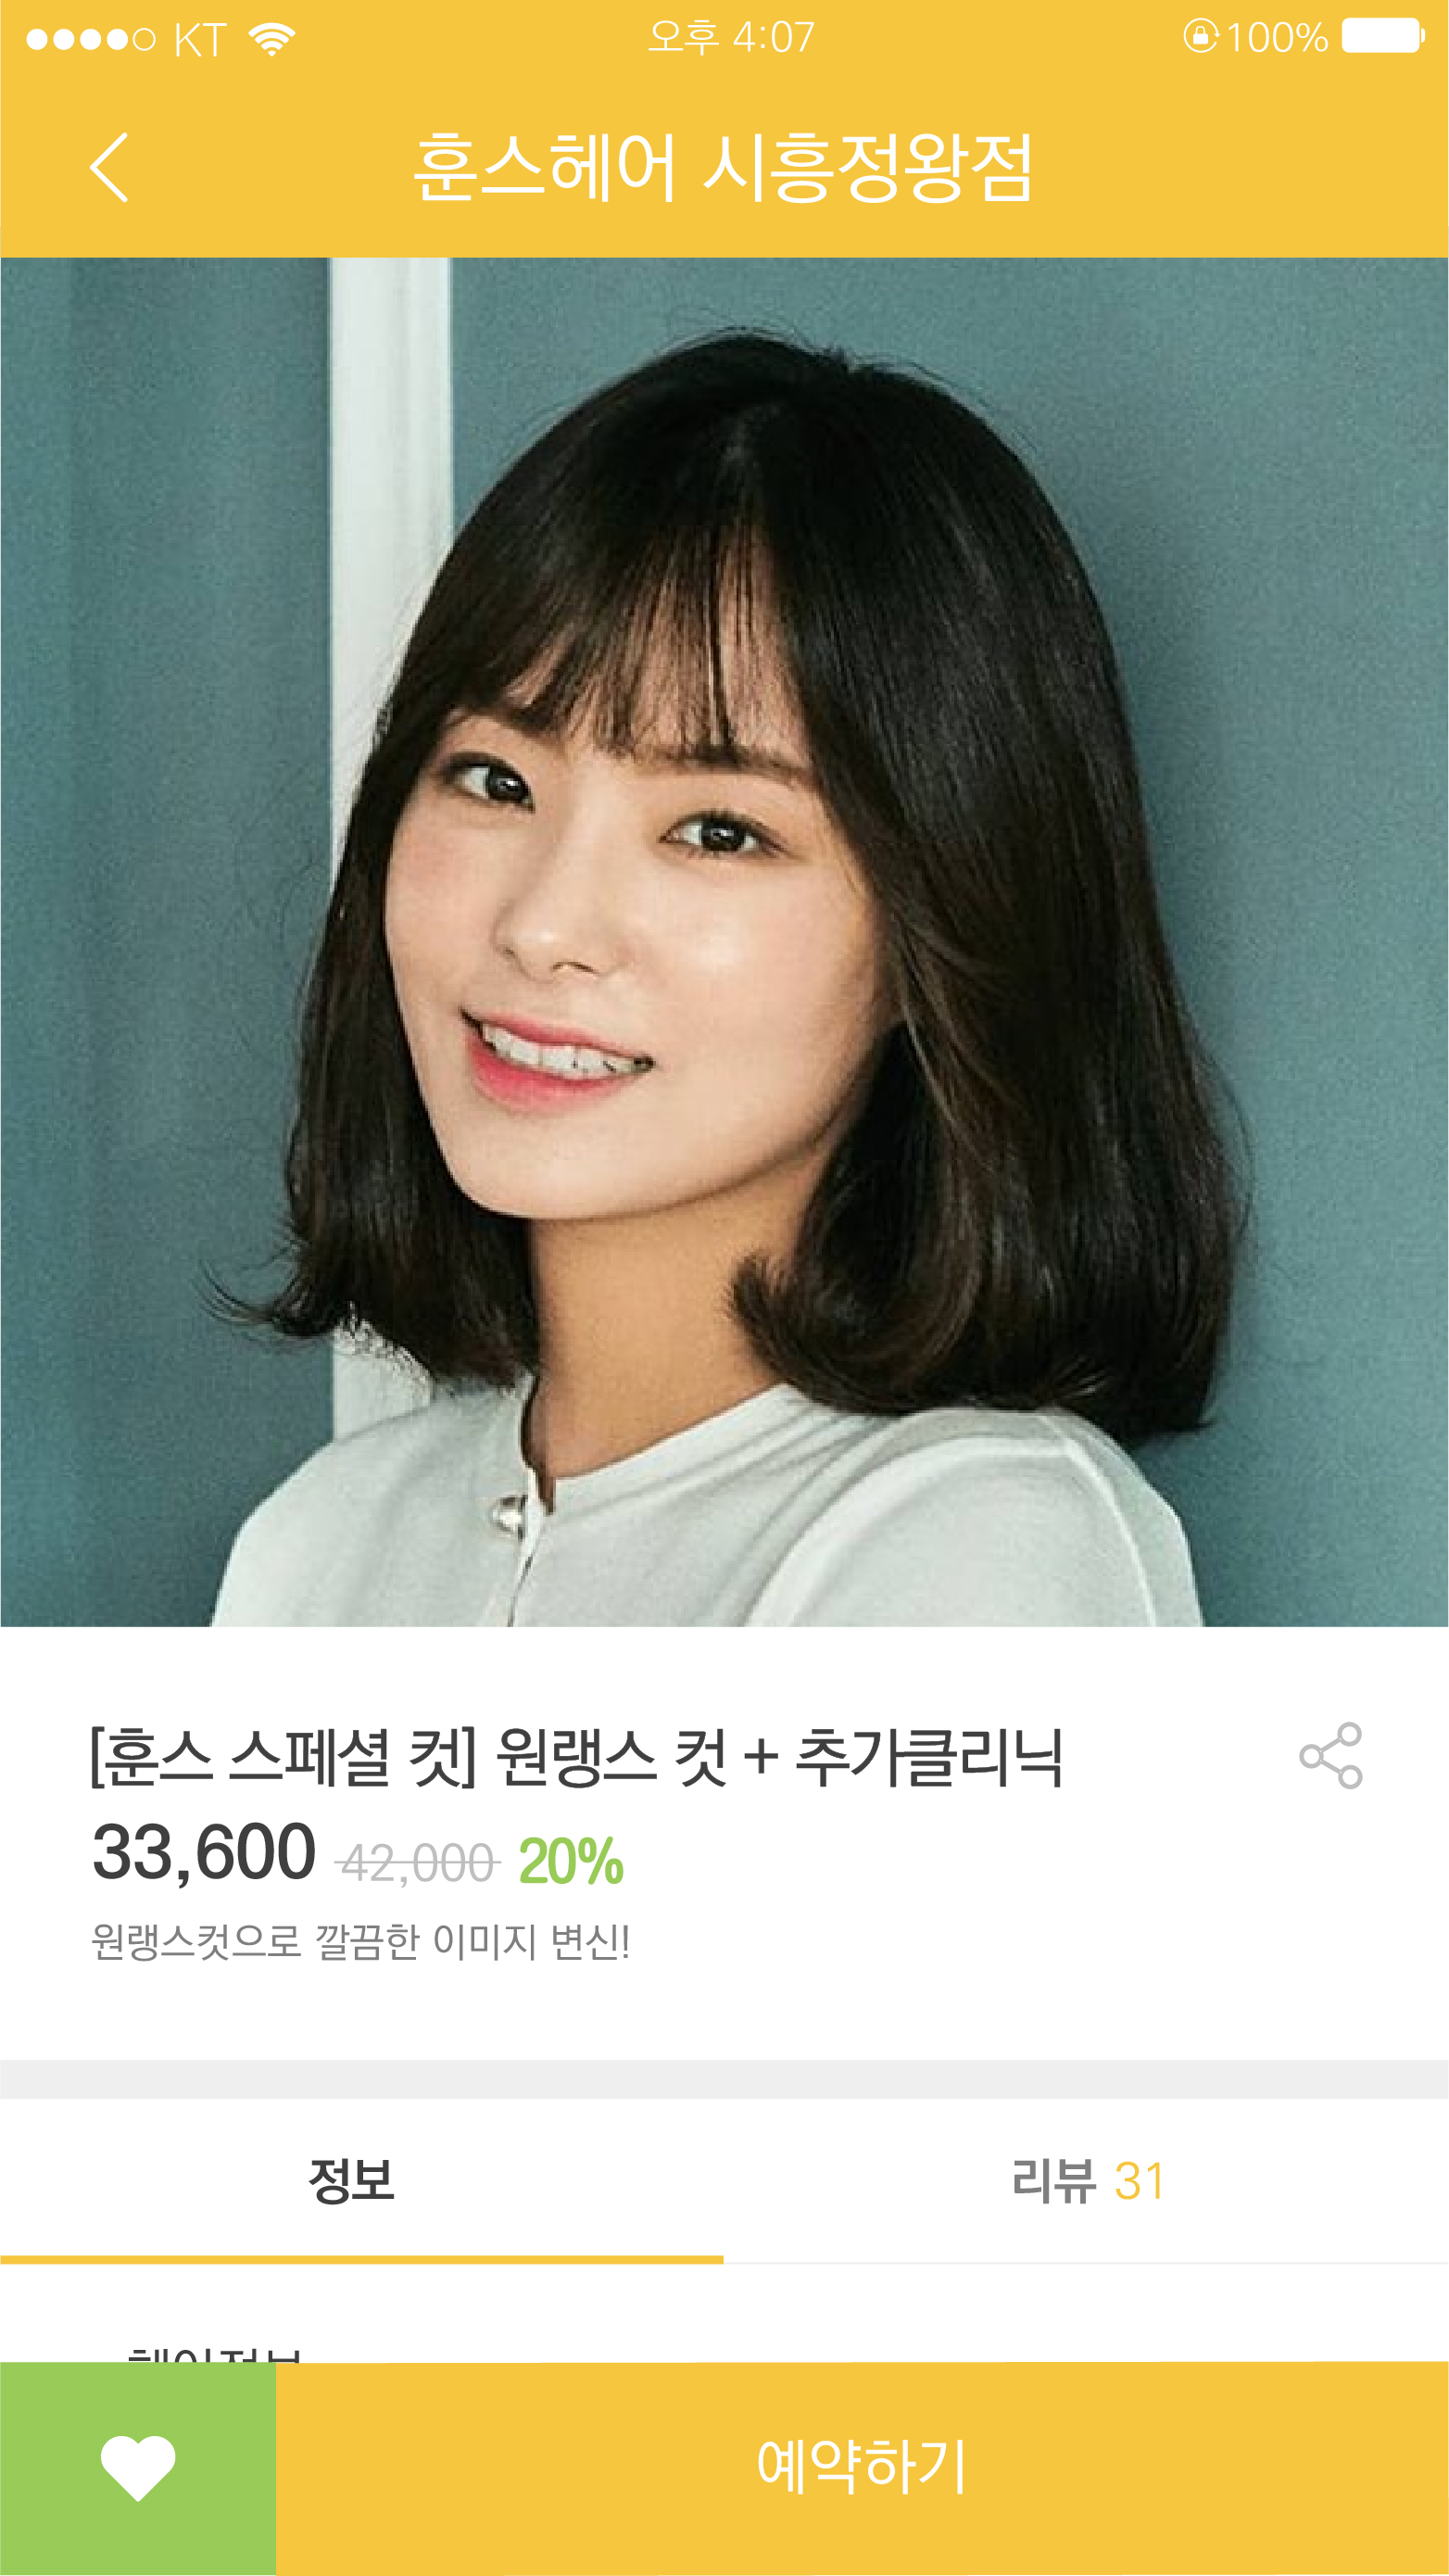 KT 오후 4:07 100%
훈스헤어 시흥정왕점
[훈스 스페셜 컷] 원랭스 컷 + 추가클리닉
33,600 42,000 20%
원랭스컷으로 깔끔한 이미지 변신!
정보 리뷰 31
예약하기